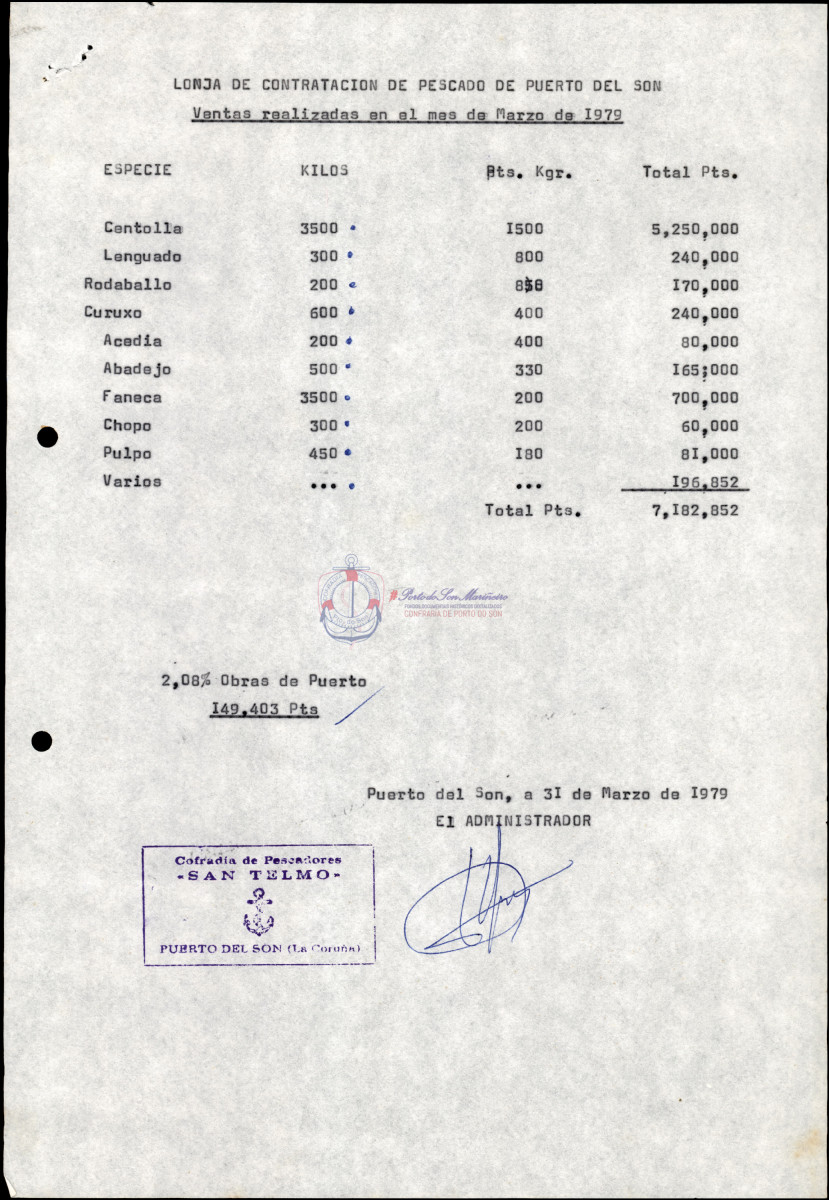 LONJA DE CONTRATACION DE PESCADO DE PUERTO DEL SON
Ventas realizadas en el mes de Marzo de I979
ESPECIE KILOS Pts. Kgr. Total Pts.
Centolla 3500 I500 5,250,000
Lenguado 300 800 240,000
Rodaballo 200 850 I70,000
Curuxo 600 400 240,000
Acedia 200 400 80,000
Abadejo 500 330 I65,000
Faneca 3500 200 700,000
Chopo 300 200 60,000
Pulpo 450 I80 8I,000
Varios ... ... I96,852
Total Pts. 7,I82,852
#PortodoSonMariñeiro
CONFRARÍA DE PORTO DO SON
2,08% Obras de Puerto
I49,403 Pts
Puerto del Son, a 3I de Marzo de I979
El ADMINISTRADOR
Cofradía de Pescadores
«SAN TELMO»
PUERTO DEL SON (La Coruña)